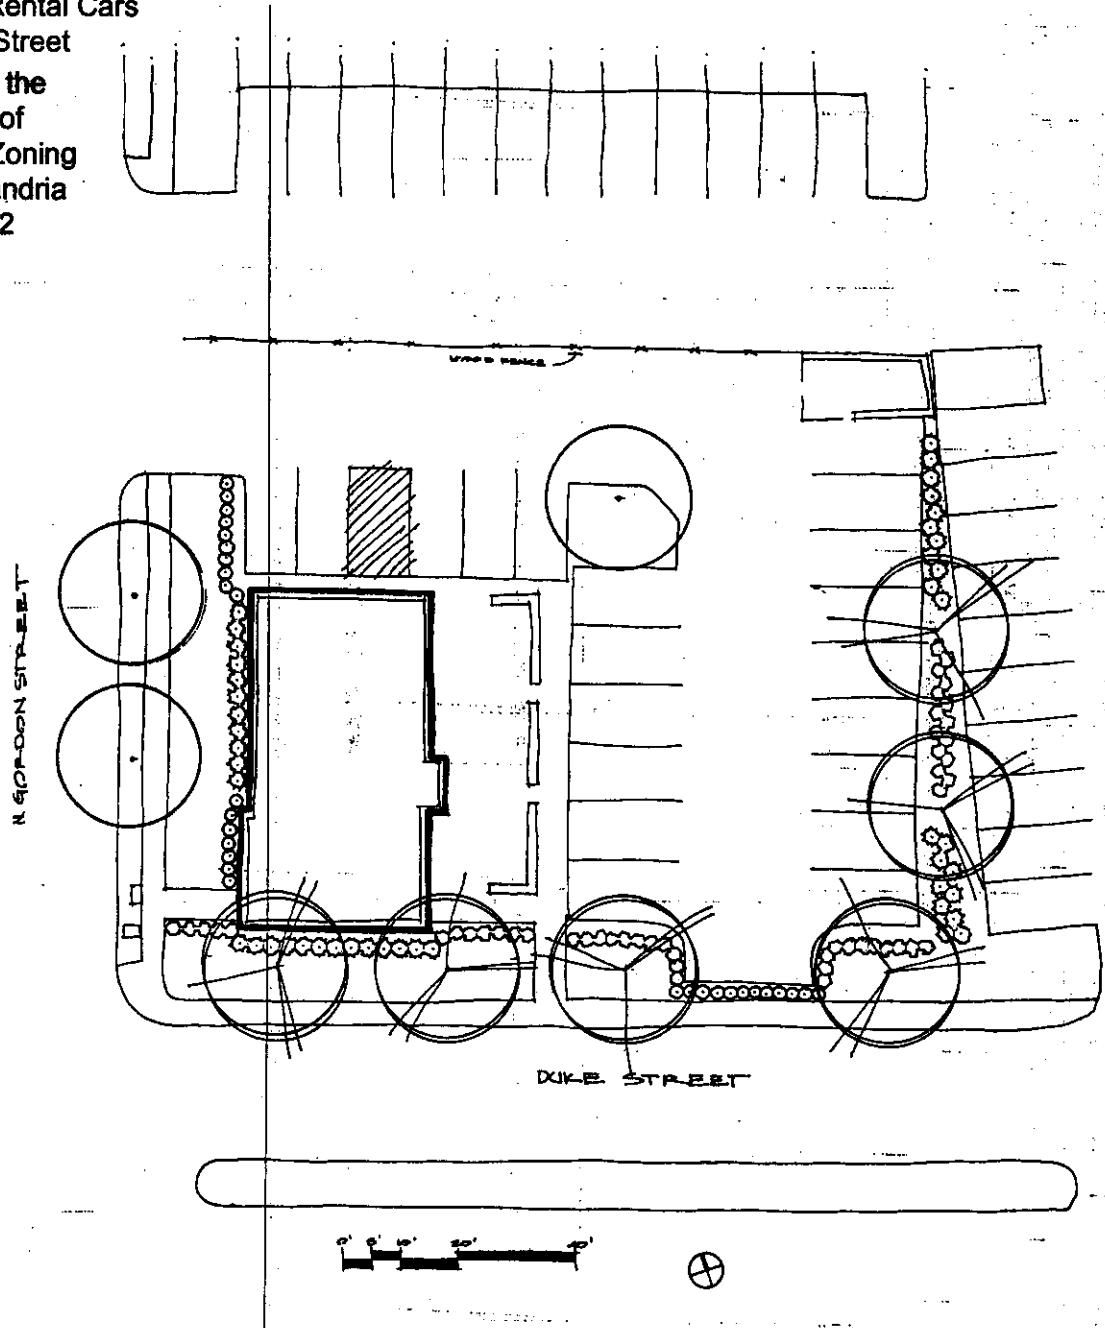 Rental Cars
Street
the
of
Zoning
andria
2
WOOD FENCE
N. GORDON STREET
DUKE STREET
0' 5' 10' 20' 40'